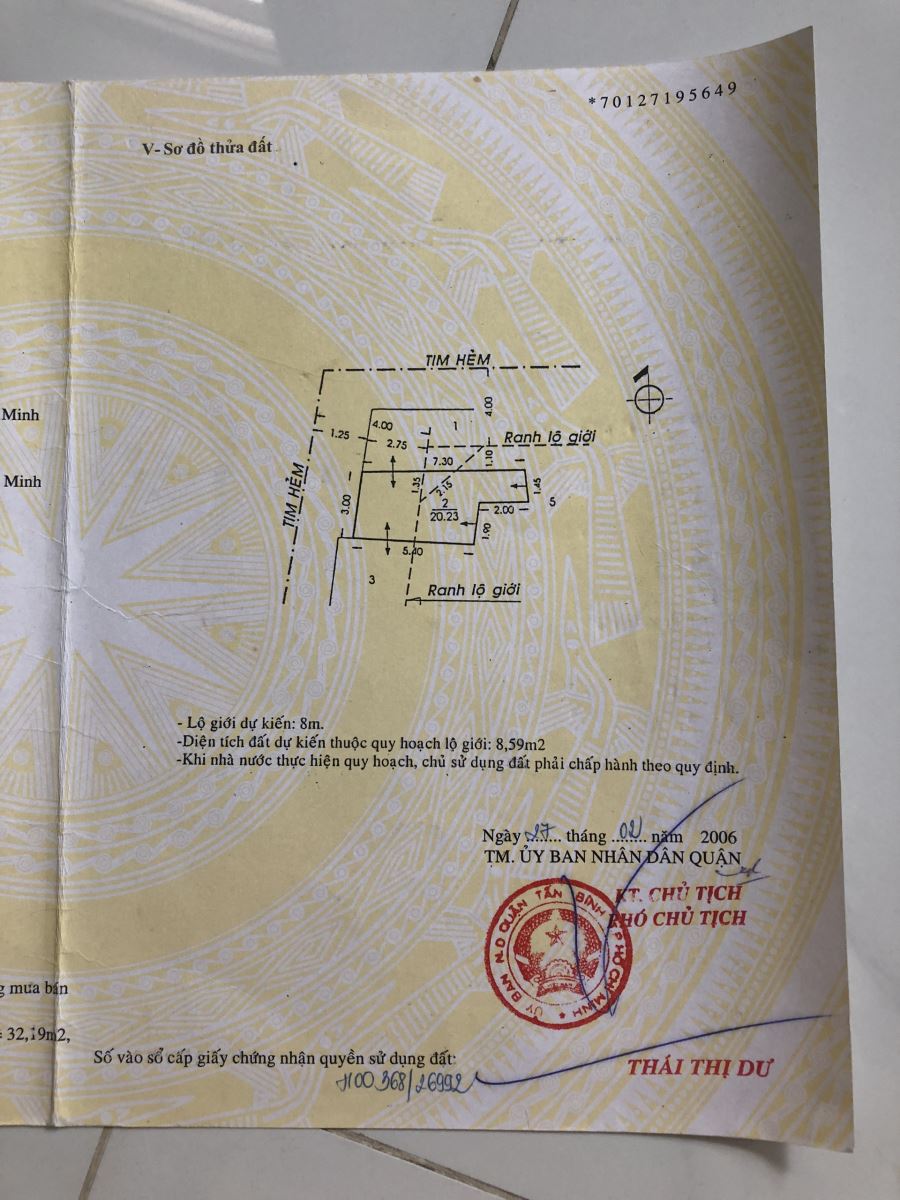 *70127195649
V- Sơ đồ thửa đất
TIM HẺM
4.00
4.00
1
1.25
2.75
Ranh lộ giới
7.30
1.10
TIM HẺM
3.00
1.35
2.15
1.45
2
20.23
2.00
5
1.90
5.40
3
Ranh lộ giới
Minh
Minh
- Lộ giới dự kiến: 8m.
-Diện tích đất dự kiến thuộc quy hoạch lộ giới: 8,59m2
-Khi nhà nước thực hiện quy hoạch, chủ sử dụng đất phải chấp hành theo quy định.
Ngày 27 tháng 02 năm 2006
TM. ỦY BAN NHÂN DÂN QUẬN
KT. CHỦ TỊCH
PHÓ CHỦ TỊCH
ỦY BAN N.D QUẬN TÂN BÌNH T.P HỒ CHÍ MINH
g mua bán
= 32,19m2,
Số vào sổ cấp giấy chứng nhận quyền sử dụng đất:
H00368/26992
THÁI THỊ DƯ